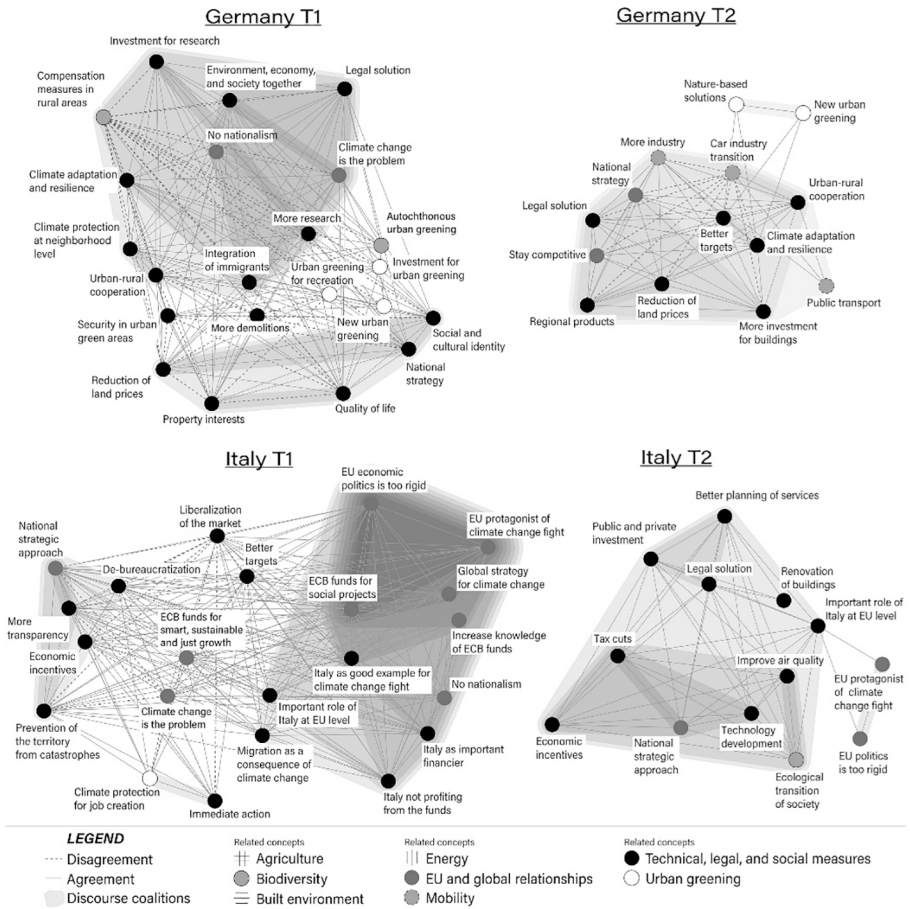 Germany T1
Investment for research
Compensation
measures in
rural areas
Environment, economy,
and society together
Legal solution
No nationalism
Climate change
is the problem
Climate adaptation
and resilience
More research
Autochthonous
urban greening
Climate protection
at neighborhood
level
Integration
of immigrants
Urban greening
for recreation
Investment for
urban greening
Urban-rural
cooperation
Security in urban
green areas
More demolitions
New urban
greening
Social and
cultural identity
National
strategy
Reduction of
land prices
Property interests
Quality of life
Germany T2
Nature-based
solutions
New urban
greening
More industry
Car industry
transition
National
strategy
Urban-rural
cooperation
Legal solution
Better
targets
Climate adaptation
and resilience
Stay competitive
Reduction of
land prices
Public transport
Regional products
More investment
for buildings
Italy T1
EU economic
politics is too rigid
Liberalization
of the market
National
strategic
approach
Better
targets
EU protagonist of
climate change fight
De-bureaucratization
ECB funds for
social projects
Global strategy
for climate change
More
transparency
ECB funds for
smart, sustainable
and just growth
Increase knowledge
of ECB funds
Economic
incentives
Italy as good example for
climate change fight
No nationalism
Climate change
is the problem
Important role of
Italy at EU level
Prevention of
the territory
from catastrophes
Migration as a
consequence of
climate change
Italy as important
financier
Climate protection
for job creation
Immediate action
Italy not profiting
from the funds
Italy T2
Better planning of services
Public and private
investment
Legal solution
Renovation
of buildings
Important role of
Italy at EU level
Tax cuts
Improve air quality
EU protagonist
of climate
change fight
Economic
incentives
National
strategic
approach
Technology
development
EU politics
is too rigid
Ecological
transition
of society
LEGEND
Disagreement
Agreement
Discourse coalitions
Related concepts
Agriculture
Biodiversity
Built environment
Related concepts
Energy
EU and global relationships
Mobility
Related concepts
Technical, legal, and social measures
Urban greening